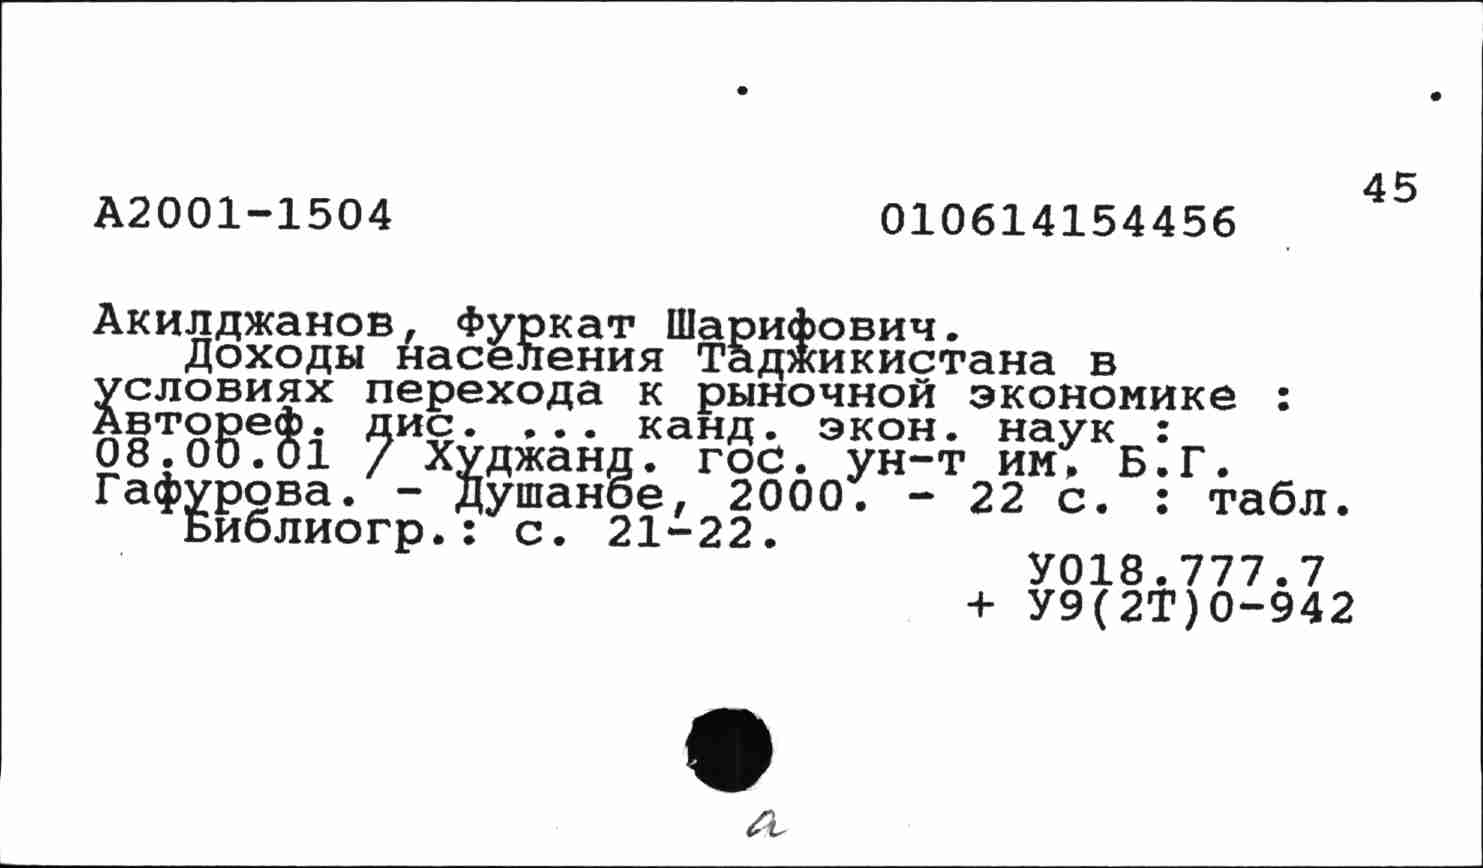 45
А2001-1504 010614154456
Акилджанов, Фуркат Шарифович.
Доходы населения Таджикистана в
условиях перехода к рыночной экономике :
Автореф. дис. ... канд. экон. наук :
08.00.01 / Худжанд. гос. ун-т им. Б.Г.
Гафурова. - Душанбе, 2000. - 22 с. : табл.
Библиогр.: с. 21-22.
У018.777.7
+ У9(2Т)0-942
а